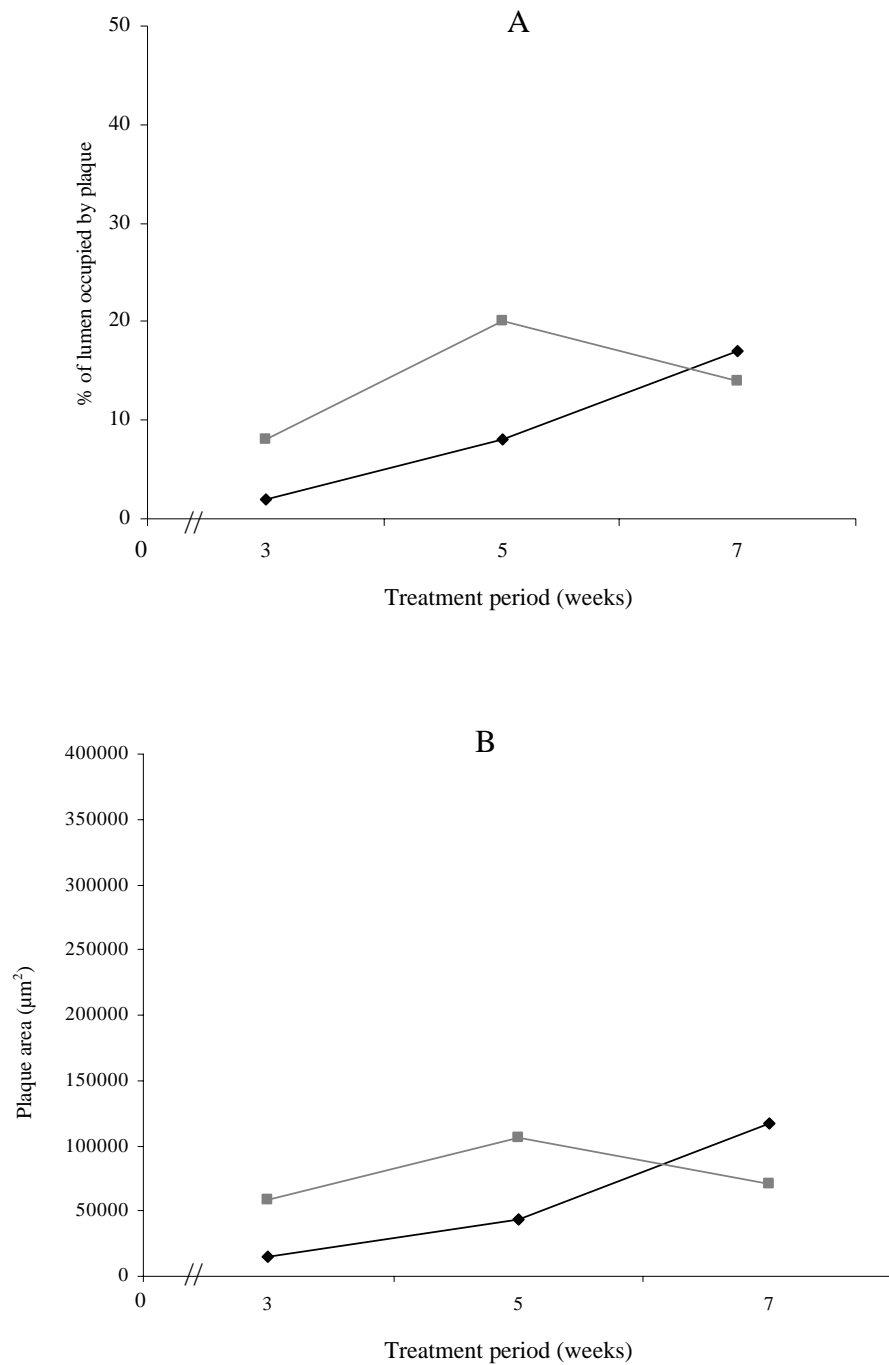 A
50
40
30
20
10
0
% of lumen occupied by plaque
0 // 3 5 7
Treatment period (weeks)
B
400000
350000
300000
250000
200000
150000
100000
50000
0
Plaque area (µm²)
0 // 3 5 7
Treatment period (weeks)